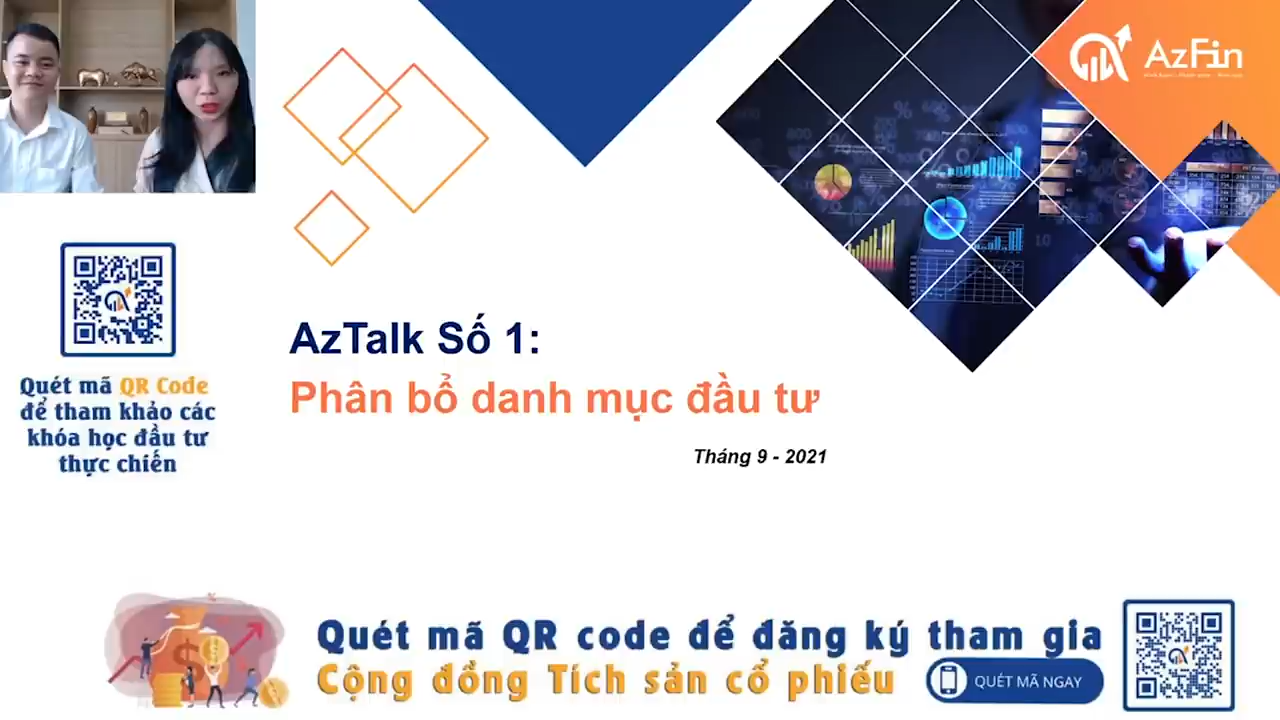 AzFin
AzTalk Số 1:
Phân bổ danh mục đầu tư
Tháng 9 - 2021
Quét mã QR Code
để tham khảo các
khóa học đầu tư
thực chiến
Quét mã QR code để đăng ký tham gia
Cộng đồng Tích sản cổ phiếu
QUÉT MÃ NGAY